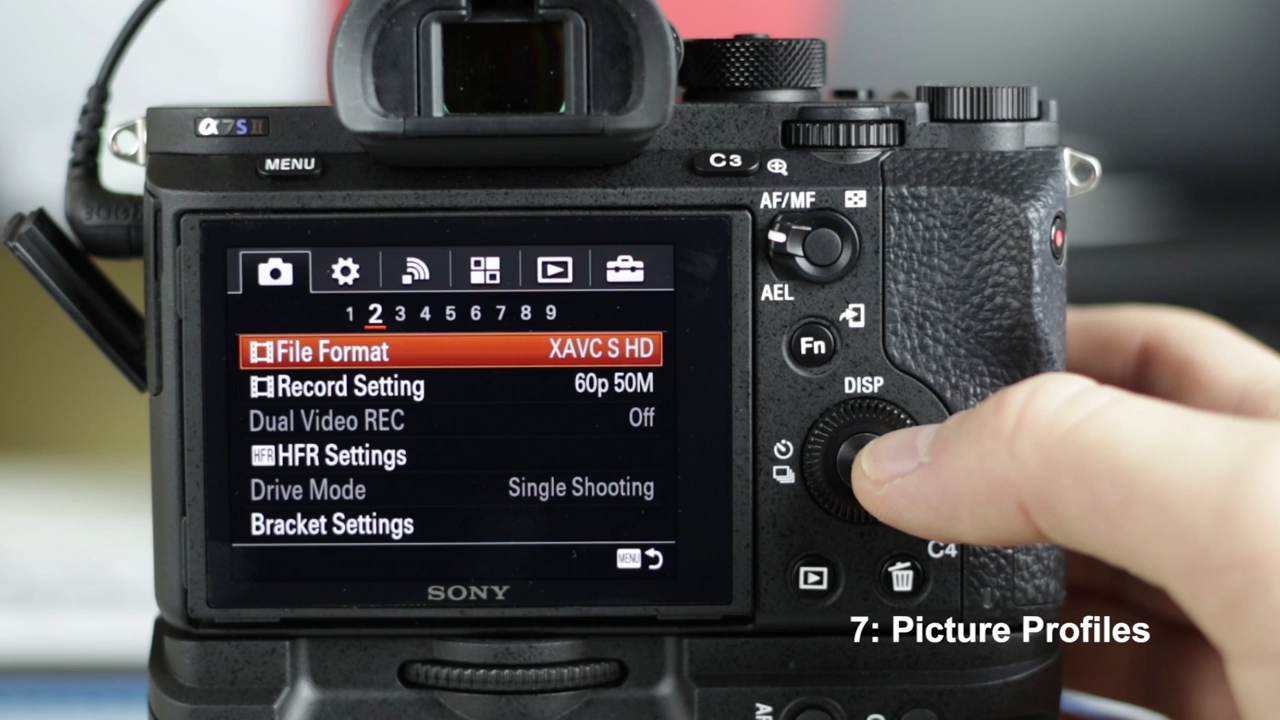 α7SII
MENU
C3
AF/MF
AEL
1 2 3 4 5 6 7 8 9
File Format XAVC S HD
Record Setting 60p 50M
Dual Video REC Off
HFR HFR Settings
Drive Mode Single Shooting
Bracket Settings
MENU
SONY
Fn
DISP
C4
7: Picture Profiles
AF